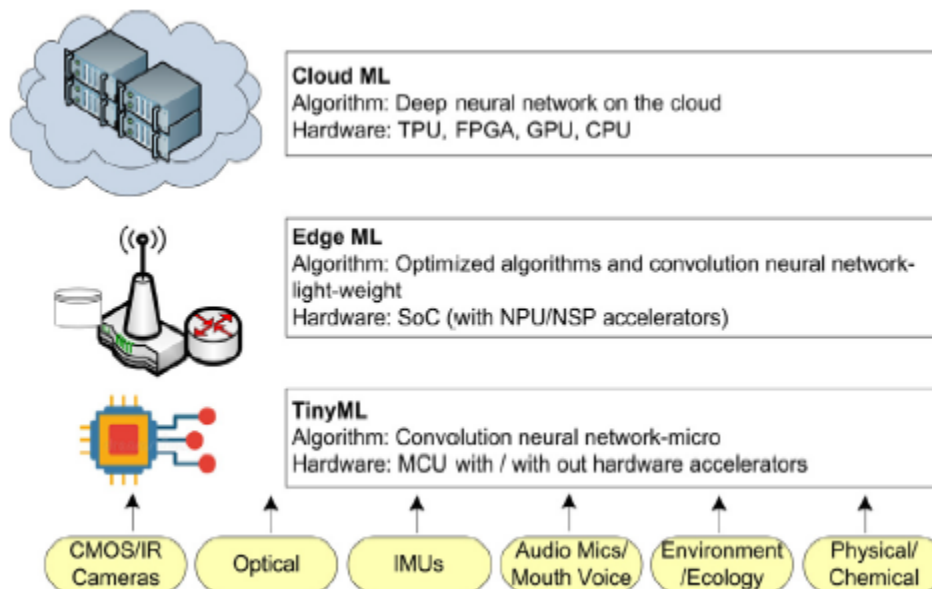 Cloud ML
Algorithm: Deep neural network on the cloud
Hardware: TPU, FPGA, GPU, CPU
Edge ML
Algorithm: Optimized algorithms and convolution neural network-
light-weight
Hardware: SoC (with NPU/NSP accelerators)
TinyML
Algorithm: Convolution neural network-micro
Hardware: MCU with / with out hardware accelerators
CMOS/IR
Cameras
Optical
IMUs
Audio Mics/
Mouth Voice
Environment
/Ecology
Physical/
Chemical